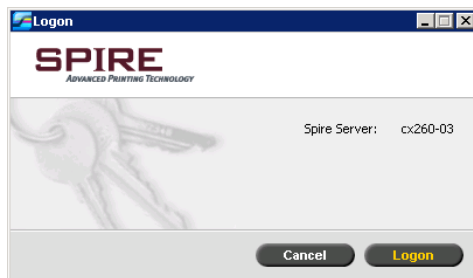 Logon
SPIRE
ADVANCED PRINTING TECHNOLOGY
Spire Server: cx260-03
Cancel Logon